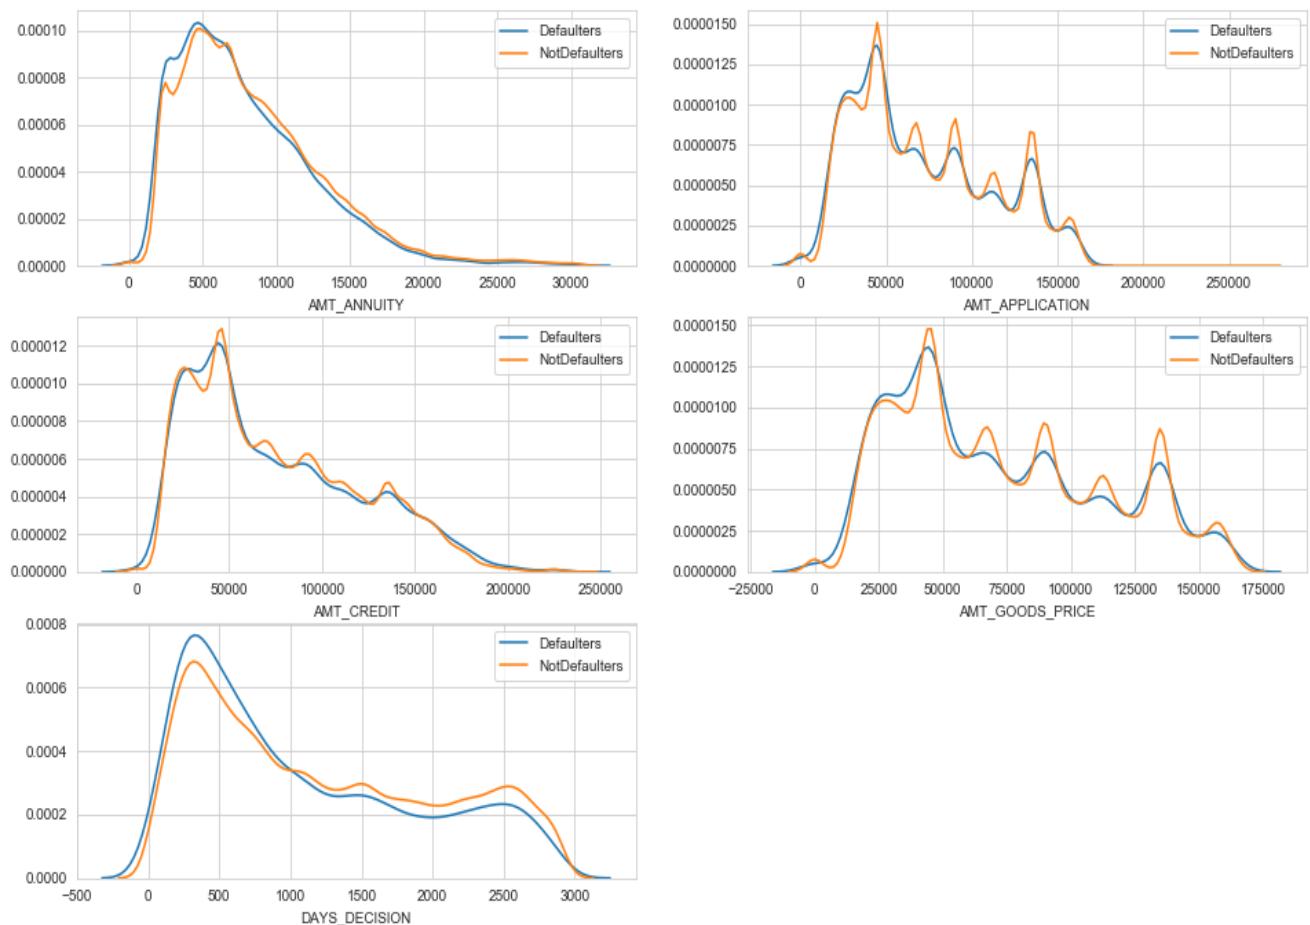 0.00010
0.00008
0.00006
0.00004
0.00002
0.00000
0 5000 10000 15000 20000 25000 30000
AMT_ANNUITY
Defaulters
NotDefaulters
0.0000150
0.0000125
0.0000100
0.0000075
0.0000050
0.0000025
0.0000000
0 50000 100000 150000 200000 250000
AMT_APPLICATION
Defaulters
NotDefaulters
0.000012
0.000010
0.000008
0.000006
0.000004
0.000002
0.000000
0 50000 100000 150000 200000 250000
AMT_CREDIT
Defaulters
NotDefaulters
0.0000150
0.0000125
0.0000100
0.0000075
0.0000050
0.0000025
0.0000000
−25000 0 25000 50000 75000 100000 125000 150000 175000
AMT_GOODS_PRICE
Defaulters
NotDefaulters
0.0008
0.0006
0.0004
0.0002
0.0000
−500 0 500 1000 1500 2000 2500 3000
DAYS_DECISION
Defaulters
NotDefaulters